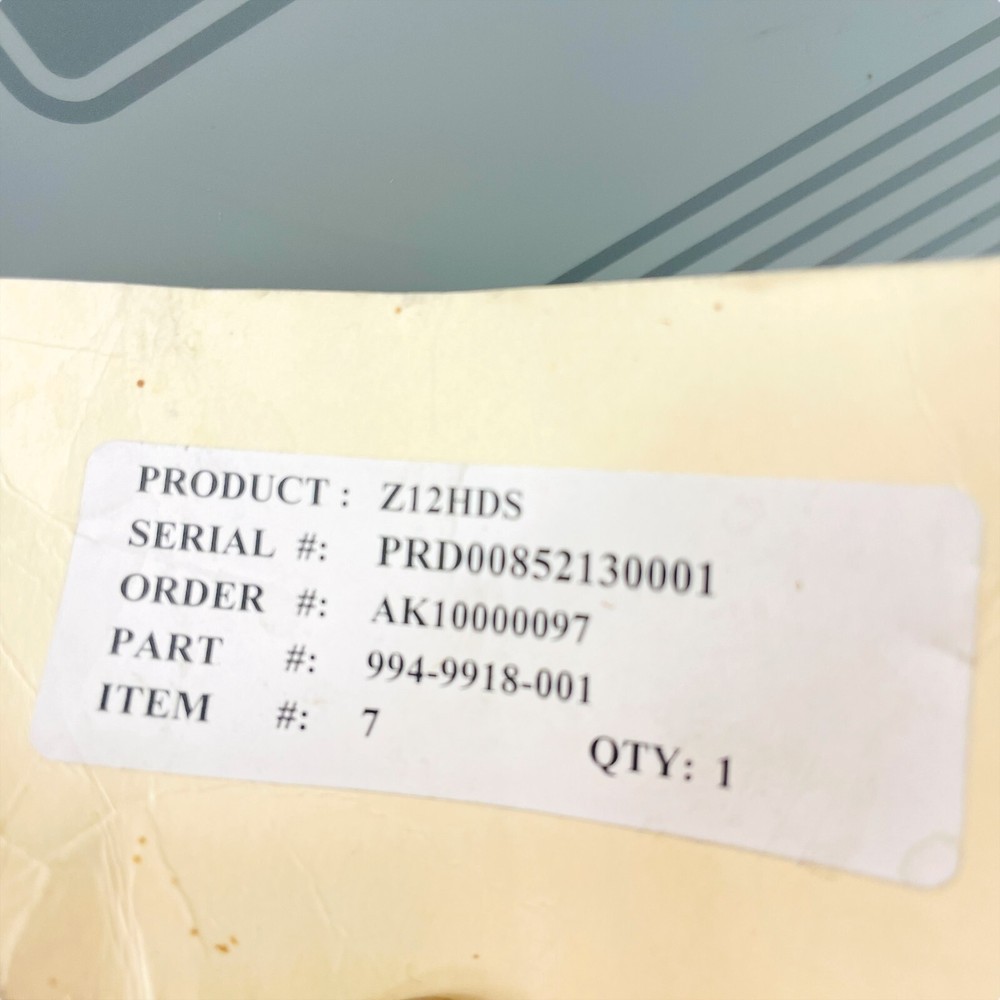 PRODUCT : Z12HDS
SERIAL #: PRD00852130001
ORDER #: AK10000097
PART #: 994-9918-001
ITEM #: 7
QTY: 1